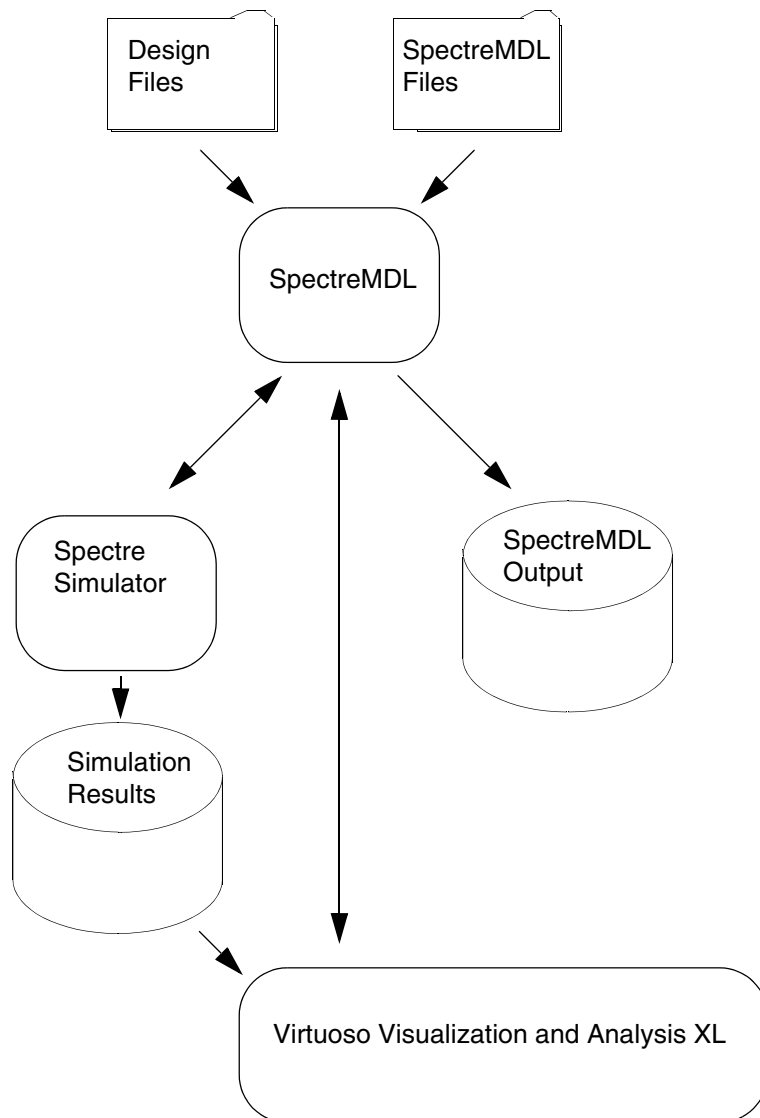 Design
Files
SpectreMDL
Files
SpectreMDL
Spectre
Simulator
SpectreMDL
Output
Simulation
Results
Virtuoso Visualization and Analysis XL